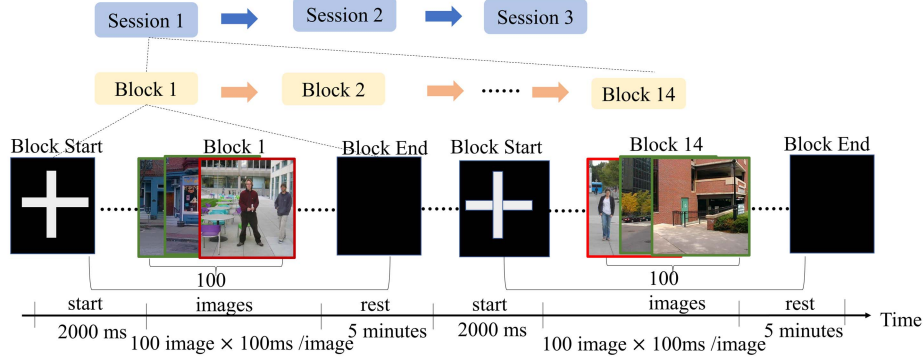 Session 1
Session 2
Session 3
Block 1
Block 2
......
Block 14
Block Start
Block 1
Block End
Block Start
Block 14
Block End
100
100
start
images
rest
start
images
rest
Time
2000 ms
100 image × 100ms /image
5 minutes
2000 ms
100 image × 100ms /image
5 minutes